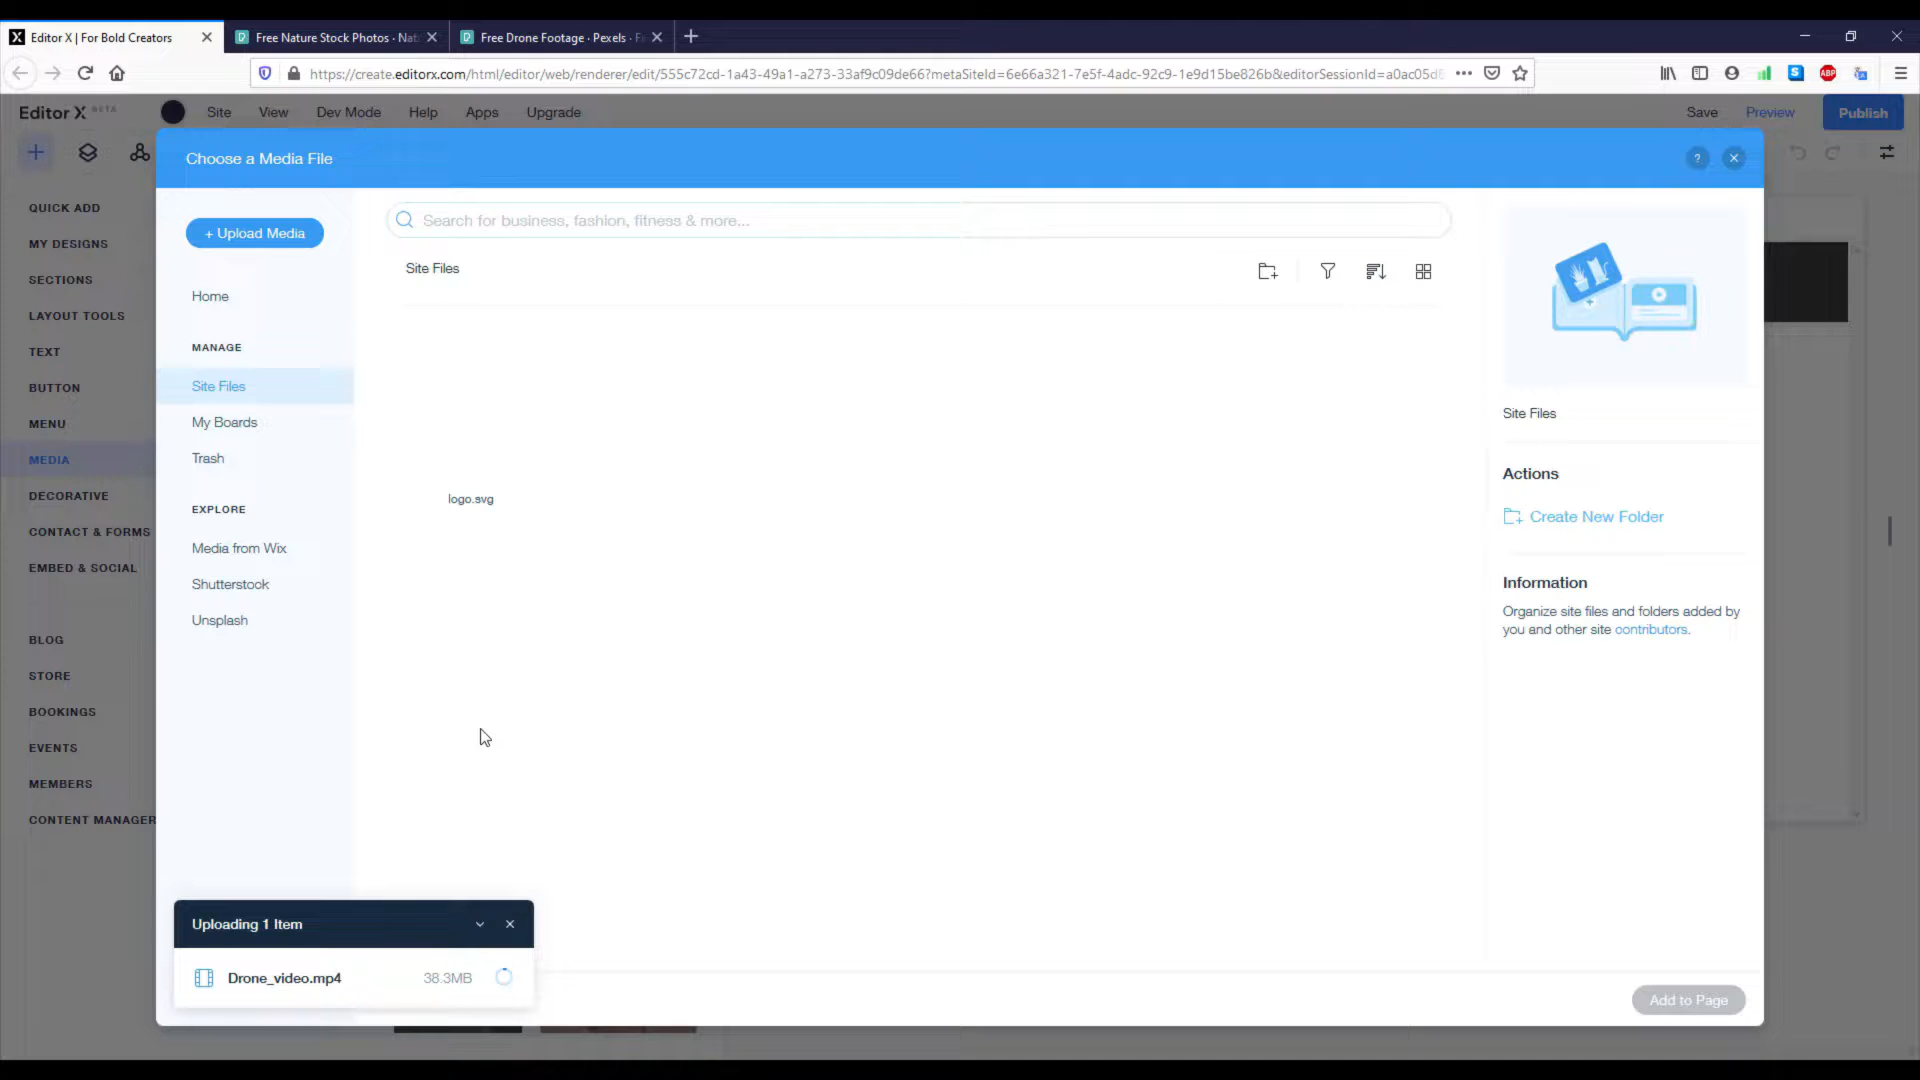 Editor X | For Bold Creators
Free Nature Stock Photos · Nat
Free Drone Footage · Pexels · F
https://create.editorx.com/html/editor/web/renderer/edit/555c72cd-1a43-49a1-a273-33af9c09de66?metaSiteId=6e66a321-7e5f-4adc-92c9-1e9d15be826b&editorSessionId=a0ac05d
ABP
Editor X BETA
Site
View
Dev Mode
Help
Apps
Upgrade
Save
Preview
Publish
Choose a Media File
?
QUICK ADD
MY DESIGNS
SECTIONS
LAYOUT TOOLS
TEXT
BUTTON
MENU
MEDIA
DECORATIVE
CONTACT & FORMS
EMBED & SOCIAL
BLOG
STORE
BOOKINGS
EVENTS
MEMBERS
CONTENT MANAGER
+ Upload Media
Home
MANAGE
Site Files
My Boards
Trash
EXPLORE
Media from Wix
Shutterstock
Unsplash
Search for business, fashion, fitness & more...
Site Files
logo.svg
Site Files
Actions
Create New Folder
Information
Organize site files and folders added by
you and other site contributors.
Uploading 1 Item
Drone_video.mp4
38.3MB
Add to Page